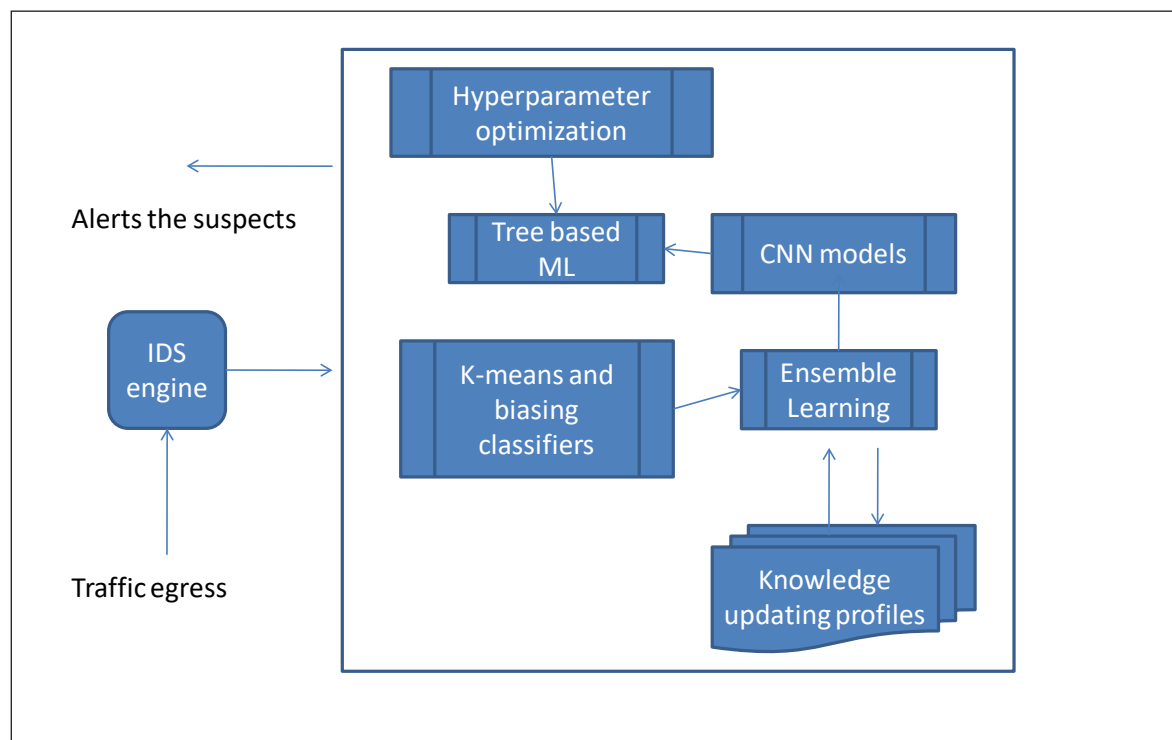 Hyperparameter
optimization
Alerts the suspects
Tree based
ML
CNN models
IDS
engine
K-means and
biasing
classifiers
Ensemble
Learning
Traffic egress
Knowledge
updating profiles